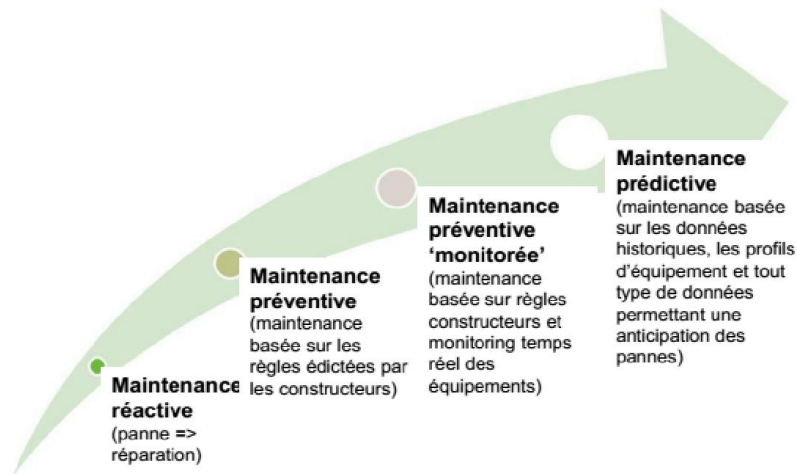 Maintenance
réactive
(panne => 
réparation)
Maintenance
préventive
(maintenance
basée sur les
règles édictées par
les constructeurs)
Maintenance
préventive
‘monitorée’
(maintenance
basée sur règles
constructeurs et
monitoring temps
réel des
équipements)
Maintenance
prédictive
(maintenance basée
sur les données
historiques, les profils
d’équipement et tout
type de données
permettant une
anticipation des
pannes)